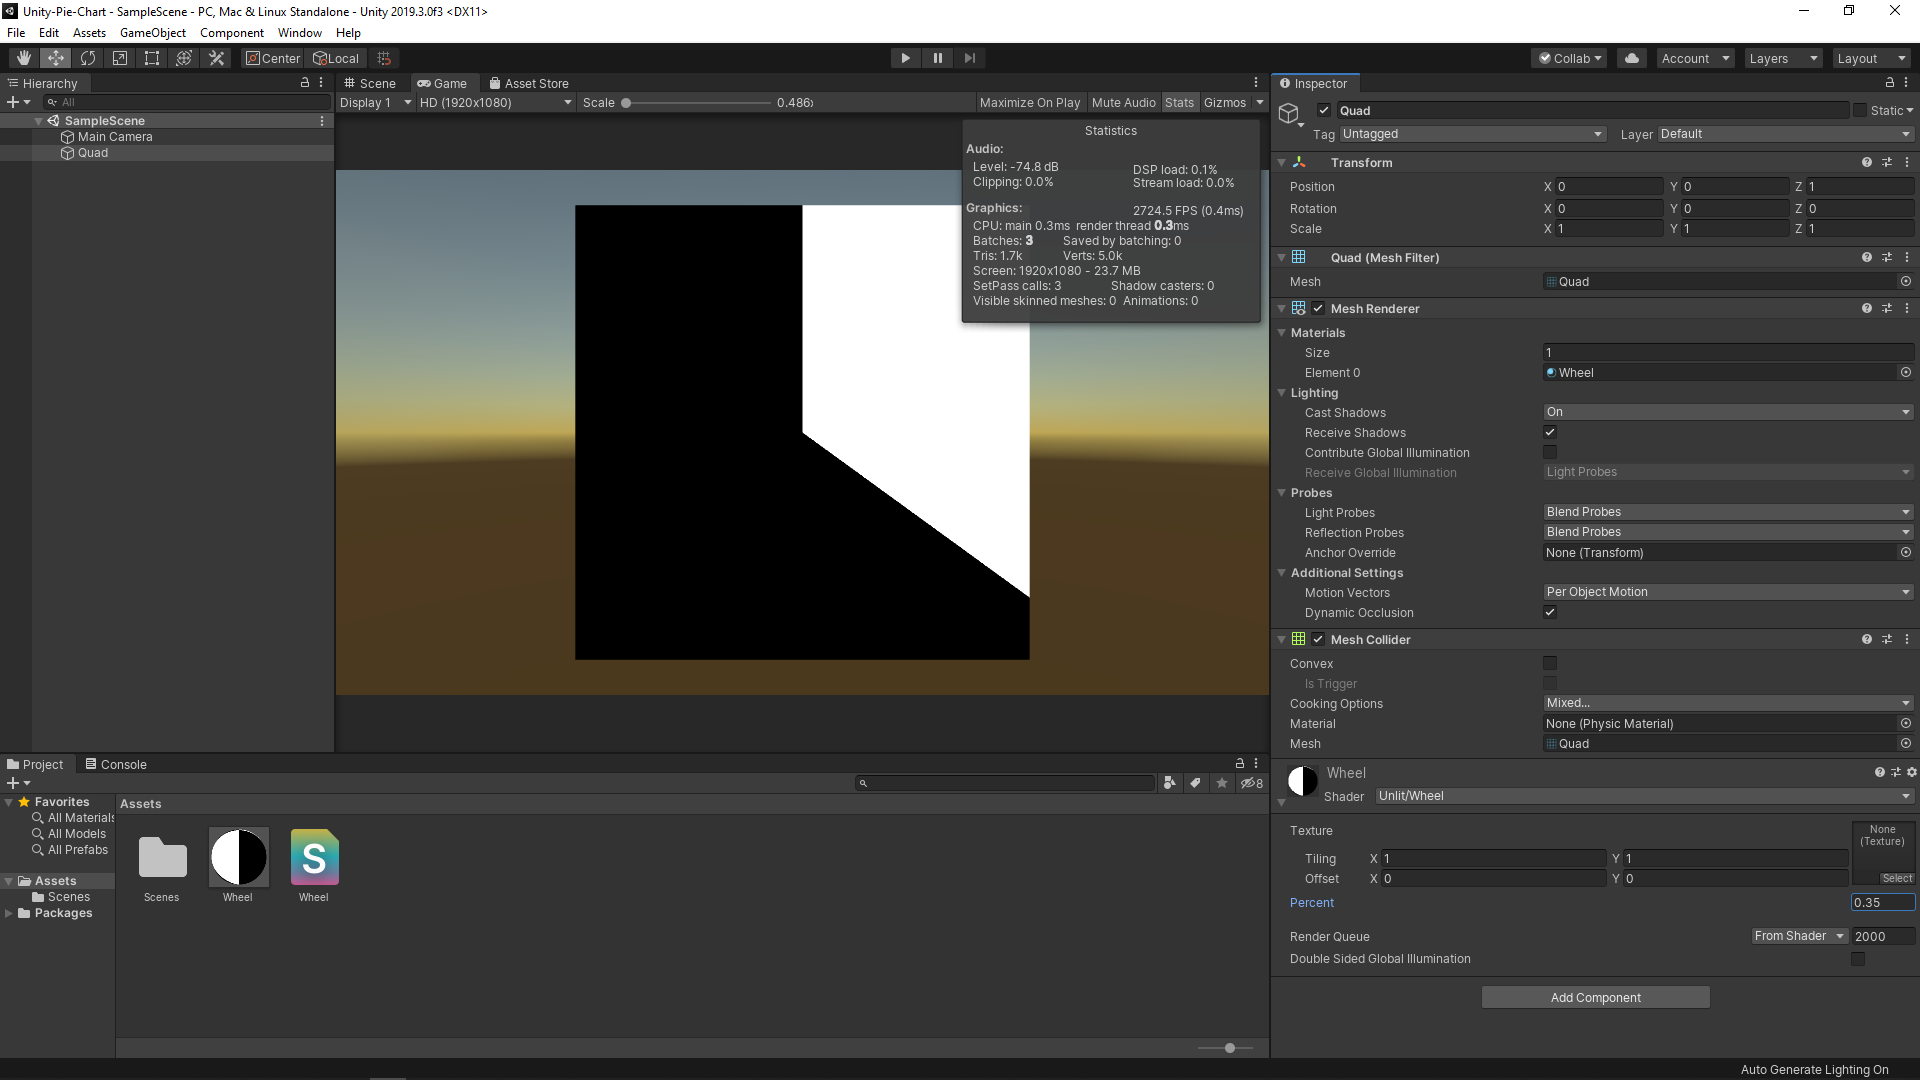 Unity-Pie-Chart - SampleScene - PC, Mac & Linux Standalone - Unity 2019.3.0f3 <DX11>
File Edit Assets GameObject Component Window Help
Center Local
Collab Account Layers Layout
Hierarchy
All
SampleScene
Main Camera
Quad
Scene Game Asset Store
Display 1 HD (1920x1080) Scale 0.486x Maximize On Play Mute Audio Stats Gizmos
Statistics
Audio:
Level: -74.8 dB DSP load: 0.1%
Clipping: 0.0% Stream load: 0.0%
Graphics: 2724.5 FPS (0.4ms)
CPU: main 0.3ms render thread 0.3ms
Batches: 3 Saved by batching: 0
Tris: 1.7k Verts: 5.0k
Screen: 1920x1080 - 23.7 MB
SetPass calls: 3 Shadow casters: 0
Visible skinned meshes: 0 Animations: 0
Inspector
Quad Static
Tag Untagged Layer Default
Transform
Position X 0 Y 0 Z 1
Rotation X 0 Y 0 Z 0
Scale X 1 Y 1 Z 1
Quad (Mesh Filter)
Mesh Quad
Mesh Renderer
Materials
Size 1
Element 0 Wheel
Lighting
Cast Shadows On
Receive Shadows
Contribute Global Illumination
Receive Global Illumination Light Probes
Probes
Light Probes Blend Probes
Reflection Probes Blend Probes
Anchor Override None (Transform)
Additional Settings
Motion Vectors Per Object Motion
Dynamic Occlusion
Mesh Collider
Convex
Is Trigger
Cooking Options Mixed...
Material None (Physic Material)
Mesh Quad
Wheel
Shader Unlit/Wheel
Texture None (Texture)
Tiling X 1 Y 1
Offset X 0 Y 0 Select
Percent 0.35
Render Queue From Shader 2000
Double Sided Global Illumination
Add Component
Project Console
8
Favorites
All Materials
All Models
All Prefabs
Assets
Scenes
Packages
Assets
S
Scenes Wheel Wheel
Auto Generate Lighting On